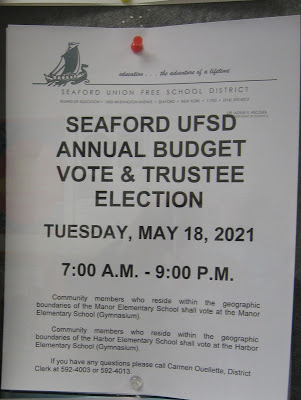 education . . . the adventure of a lifetime
SEAFORD UNION FREE SCHOOL DISTRICT
SEAFORD UFSD
ANNUAL BUDGET
VOTE & TRUSTEE
ELECTION
TUESDAY, MAY 18, 2021
7:00 A.M. - 9:00 P.M.
Community members who reside within the geographic
boundaries of the Manor Elementary School shall vote at the Manor
Elementary School (Gymnasium).
Community members who reside within the geographic
boundaries of the Harbor Elementary School shall vote at the Harbor
Elementary School (Gymnasium).
If you have any questions please call Carmen Ouellette, District
Clerk at 592-4003 or 592-4013.